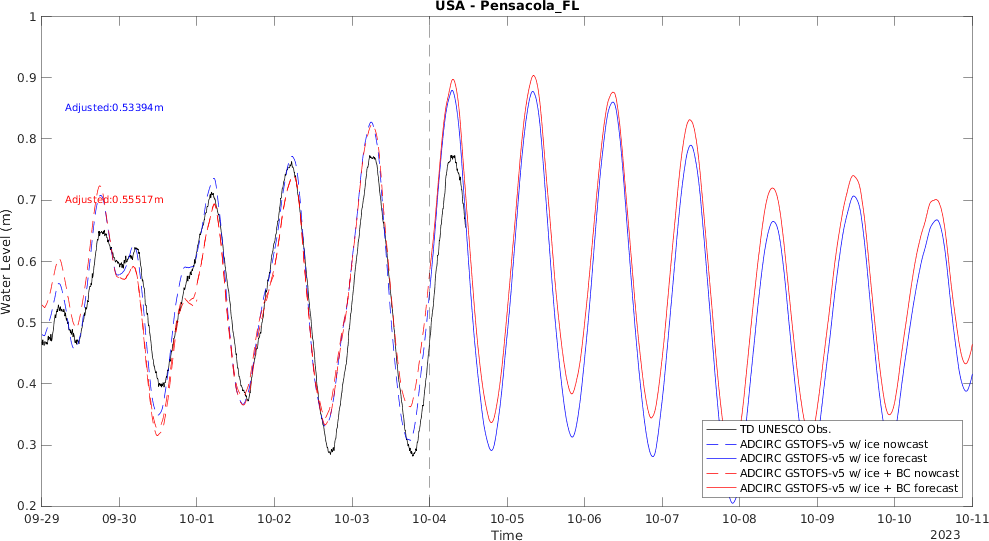 USA - Pensacola_FL
1
0.9
0.8
0.7
0.6
0.5
0.4
0.3
0.2
Water Level (m)
Adjusted:0.53394m
Adjusted:0.55517m
TD UNESCO Obs.
ADCIRC GSTOFS-v5 w/ ice nowcast
ADCIRC GSTOFS-v5 w/ ice forecast
ADCIRC GSTOFS-v5 w/ ice + BC nowcast
ADCIRC GSTOFS-v5 w/ ice + BC forecast
09-29 09-30 10-01 10-02 10-03 10-04 10-05 10-06 10-07 10-08 10-09 10-10 10-11
Time
2023